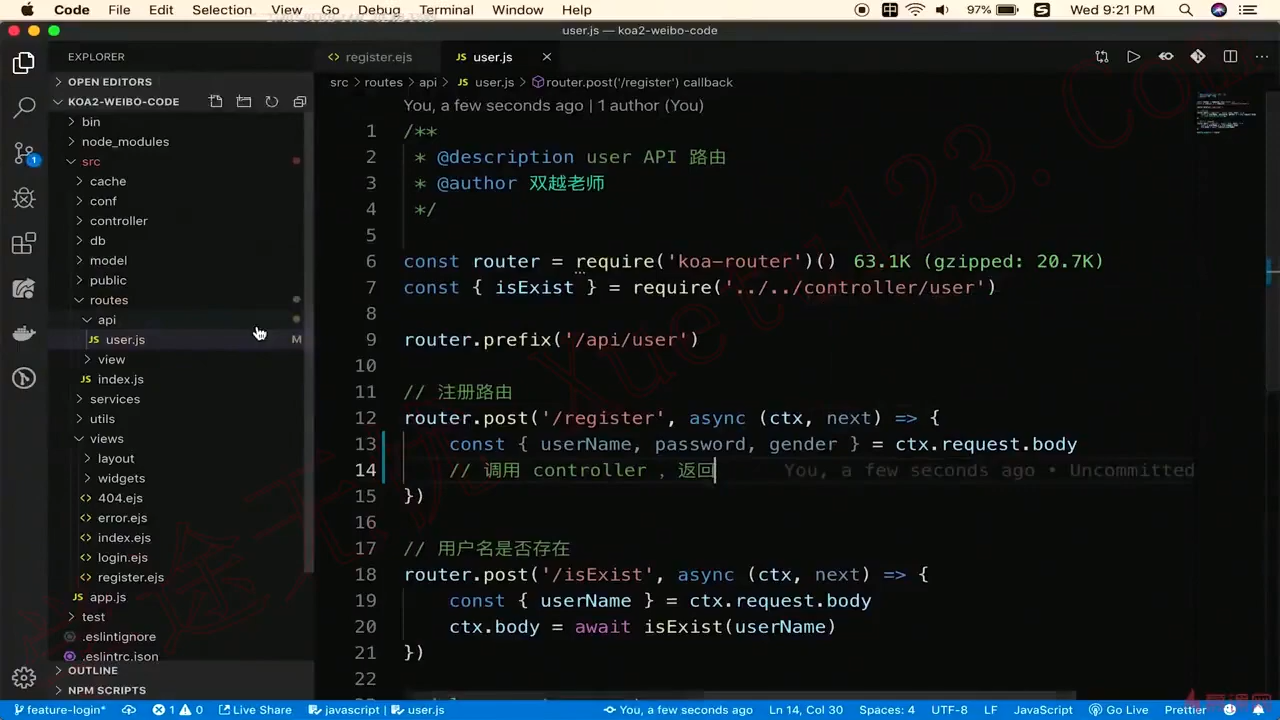 Code File Edit Selection View Go Debug Terminal Window Help 97% Wed 9:21 PM
user.js — koa2-weibo-code
EXPLORER
OPEN EDITORS
KOA2-WEIBO-CODE
bin
node_modules
src
cache
conf
controller
db
model
public
routes
api
user.js M
view
index.js
services
utils
views
layout
widgets
404.ejs
error.ejs
index.ejs
login.ejs
register.ejs
app.js
test
.eslintignore
.eslintrc.json
OUTLINE
NPM SCRIPTS
1
<> register.ejs JS user.js
src > routes > api > JS user.js > router.post('/register') callback
You, a few seconds ago | 1 author (You)
1 /**
2 * @description user API 路由
3 * @author 双越老师
4 */
5
6 const router = require('koa-router')() 63.1K (gzipped: 20.7K)
7 const { isExist } = require('../../controller/user')
8
9 router.prefix('/api/user')
10
11 // 注册路由
12 router.post('/register', async (ctx, next) => {
13 const { userName, password, gender } = ctx.request.body
14 // 调用 controller ，返回 You, a few seconds ago • Uncommitted
15 })
16
17 // 用户名是否存在
18 router.post('/isExist', async (ctx, next) => {
19 const { userName } = ctx.request.body
20 ctx.body = await isExist(userName)
21 })
22
feature-login* 1 0 Live Share javascript | user.js You, a few seconds ago Ln 14, Col 30 Spaces: 4 UTF-8 LF JavaScript Go Live Prettier